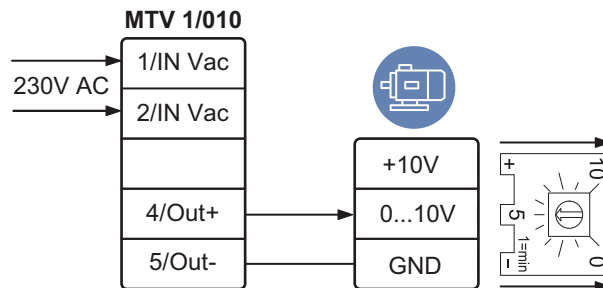 MTV 1/010
1/IN Vac
230V AC
2/IN Vac
+10V
4/Out+
0...10V
5/Out-
GND
+
5
-
1=min
10
0